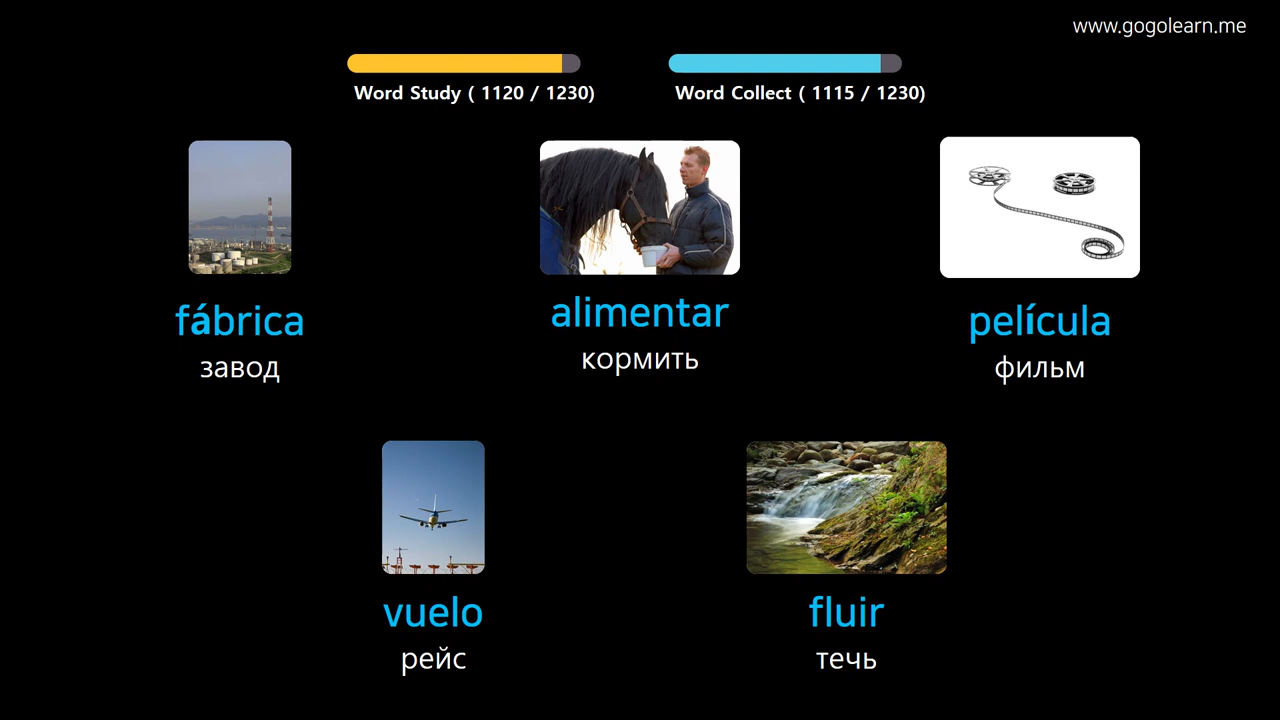 www.gogolearn.me
Word Study ( 1120 / 1230)
Word Collect ( 1115 / 1230)
fábrica
завод
alimentar
кормить
película
фильм
vuelo
рейс
fluir
течь